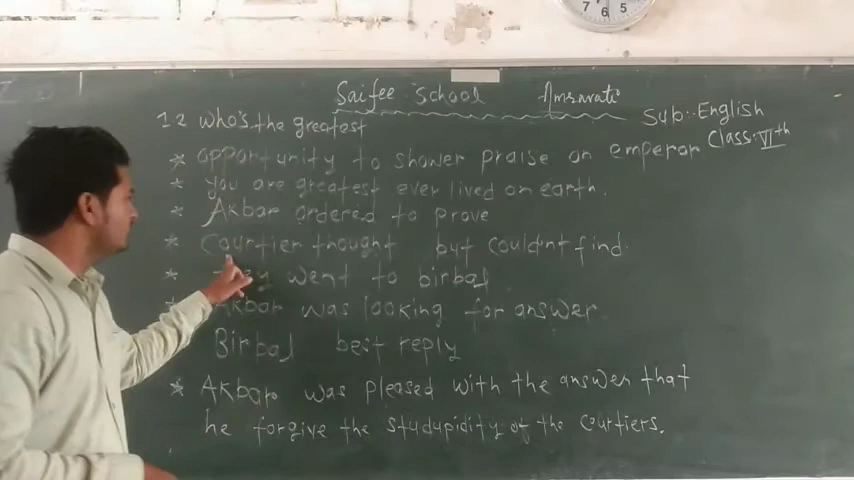 7 6 5
Saifee School Amravati
Sub:- English
12 Who's the greatest
Class: VIth
* opportunity to shower praise on emperor
* you are greatest ever lived on earth.
* Akbar ordered to prove
* Courtier thought but couldn't find
* They went to birbal
* Akbar was looking for answer.
Birbal best reply
* Akbar was pleased with the answer that
he forgive the studupidity of the courtiers.